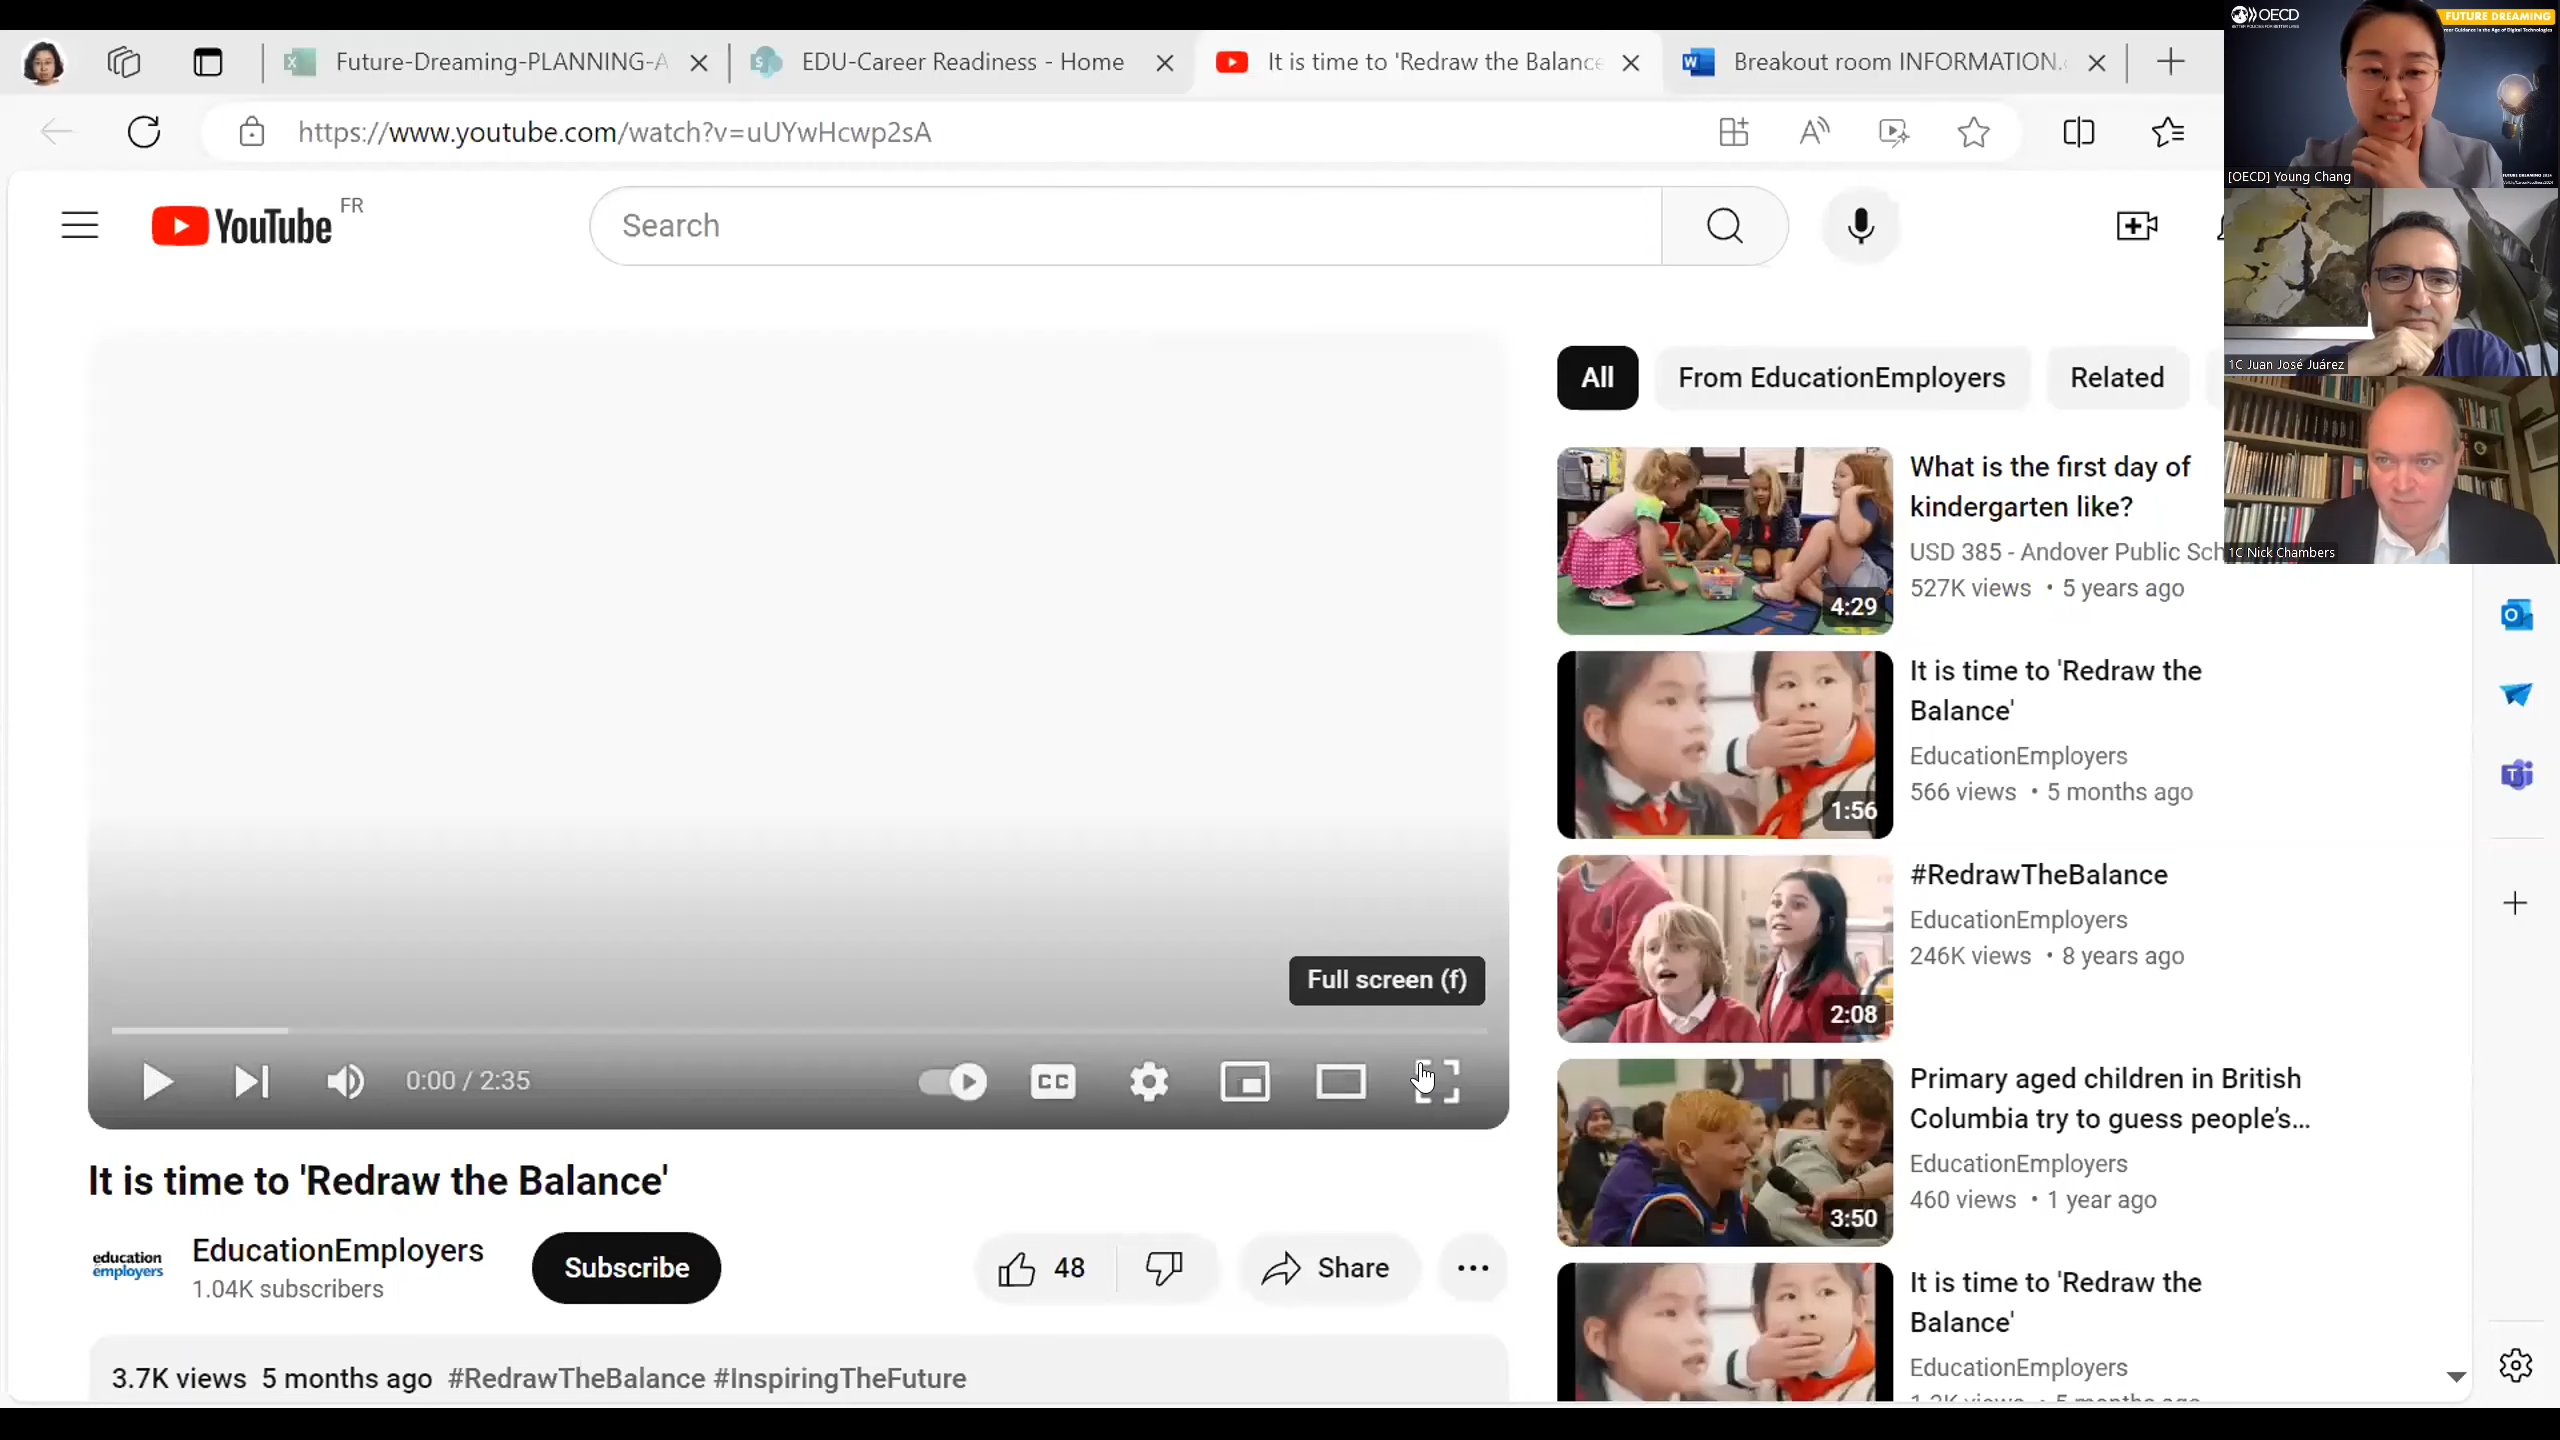 Future-Dreaming-PLANNING-A
EDU-Career Readiness - Home
It is time to 'Redraw the Balance
Breakout room INFORMATION.
https://www.youtube.com/watch?v=uUYwHcwp2sA
YouTube FR
Search
OECD
FUTURE DREAMING
[OECD] Young Chang
1C Juan José Juárez
1C Nick Chambers
All
From EducationEmployers
Related
What is the first day of
kindergarten like?
USD 385 - Andover Public Sch
527K views • 5 years ago
4:29
It is time to 'Redraw the
Balance'
EducationEmployers
566 views • 5 months ago
1:56
#RedrawTheBalance
EducationEmployers
246K views • 8 years ago
2:08
Primary aged children in British
Columbia try to guess people's...
EducationEmployers
460 views • 1 year ago
3:50
It is time to 'Redraw the
Balance'
EducationEmployers
Full screen (f)
0:00 / 2:35
CC
It is time to 'Redraw the Balance'
education
employers
EducationEmployers
1.04K subscribers
Subscribe
48
Share
3.7K views 5 months ago #RedrawTheBalance #InspiringTheFuture